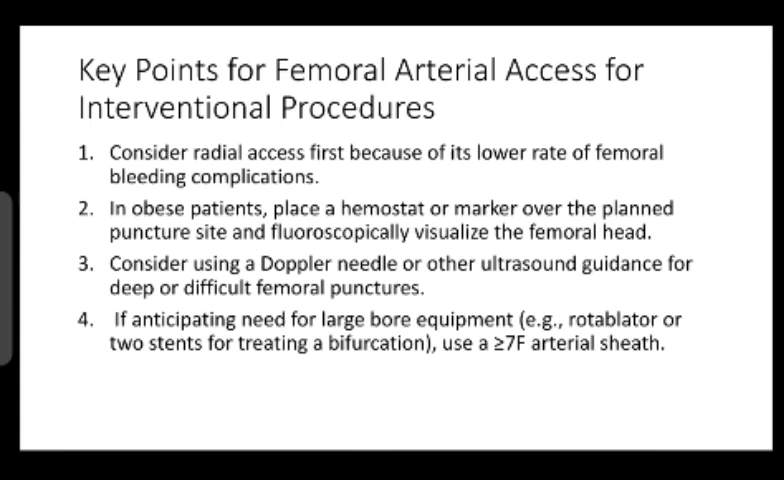 Key Points for Femoral Arterial Access for
Interventional Procedures
1. Consider radial access first because of its lower rate of femoral
bleeding complications.
2. In obese patients, place a hemostat or marker over the planned
puncture site and fluoroscopically visualize the femoral head.
3. Consider using a Doppler needle or other ultrasound guidance for
deep or difficult femoral punctures.
4. If anticipating need for large bore equipment (e.g., rotablator or
two stents for treating a bifurcation), use a ≥7F arterial sheath.